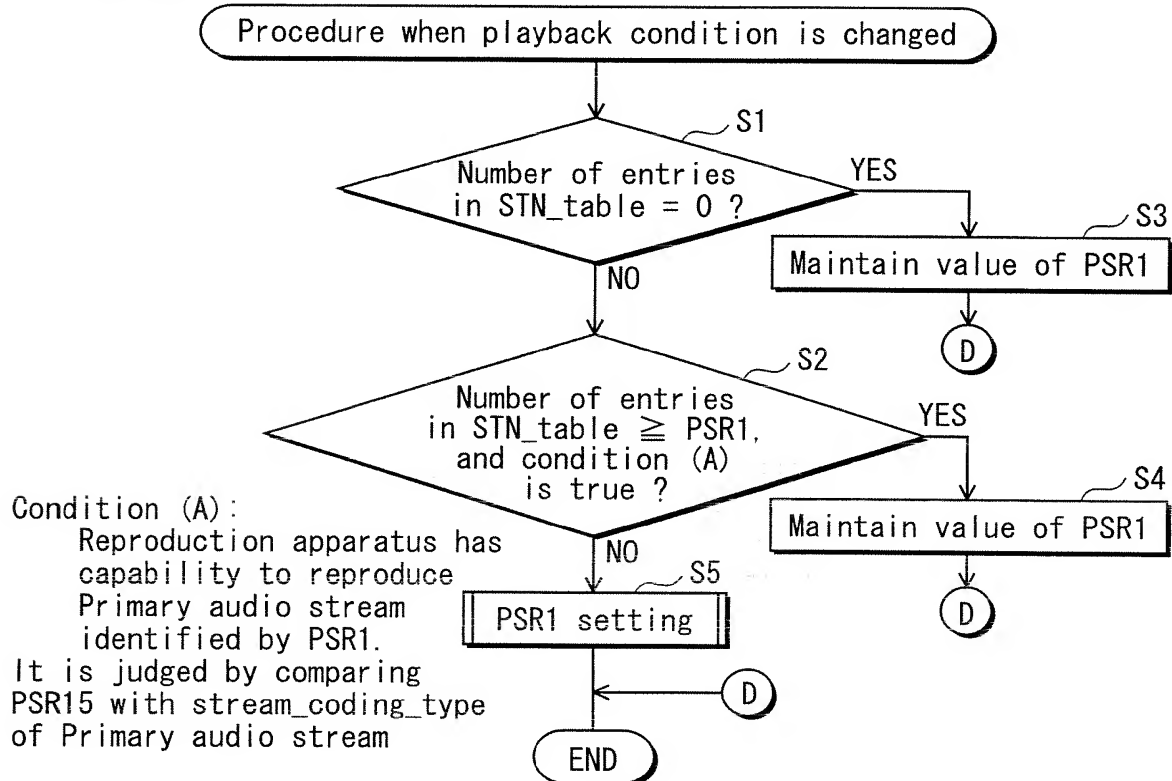 Procedure when playback condition is changed
S1
Number of entries
in STN_table = 0 ?
YES
S3
Maintain value of PSR1
D
NO
S2
Number of entries
in STN_table ≧ PSR1,
and condition (A)
is true ?
YES
S4
Maintain value of PSR1
D
NO
S5
PSR1 setting
D
END
Condition (A):
Reproduction apparatus has
capability to reproduce
Primary audio stream
identified by PSR1.
It is judged by comparing
PSR15 with stream_coding_type
of Primary audio stream